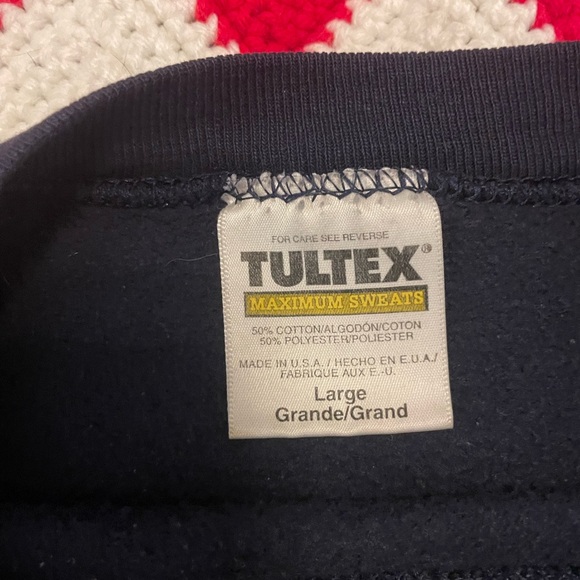 FOR CARE SEE REVERSE
TULTEX®
MAXIMUM SWEATS
50% COTTON/ALGODÓN/COTON
50% POLYESTER/POLIESTER
MADE IN U.S.A. / HECHO EN E.U.A./
FABRIQUE AUX E.-U.
Large
Grande/Grand